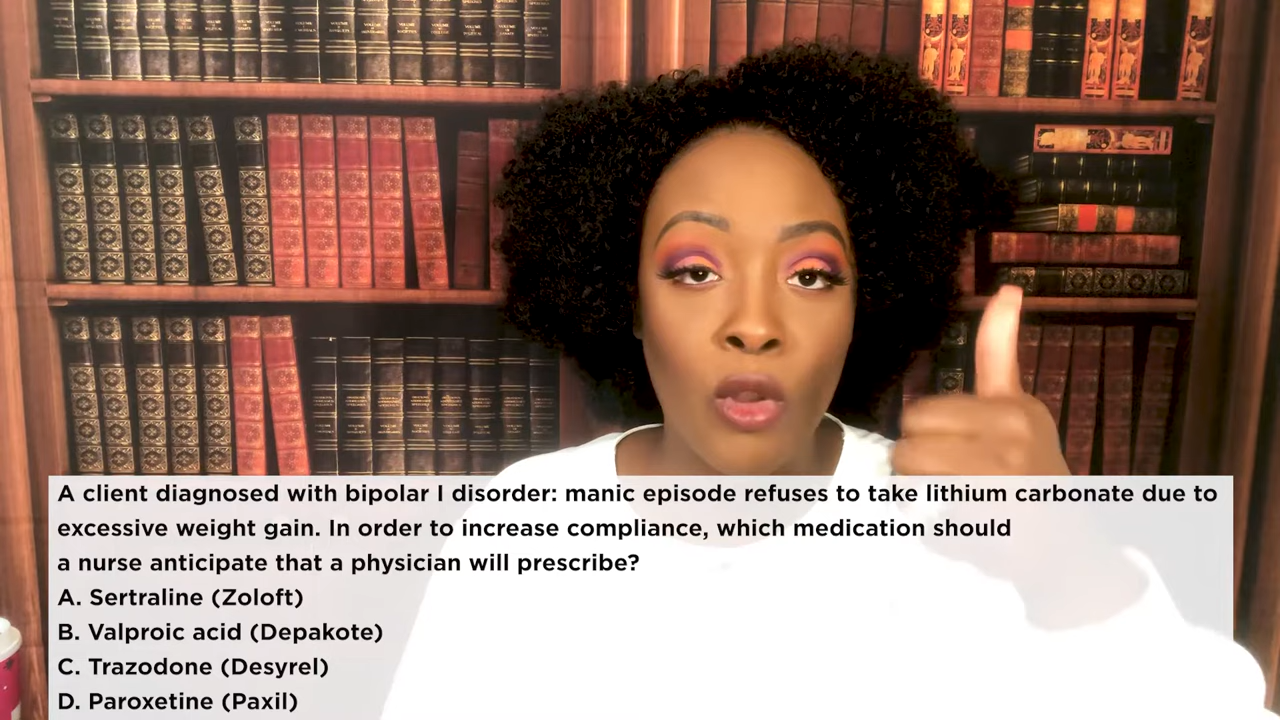 A client diagnosed with bipolar I disorder: manic episode refuses to take lithium carbonate due to
excessive weight gain. In order to increase compliance, which medication should
a nurse anticipate that a physician will prescribe?
A. Sertraline (Zoloft)
B. Valproic acid (Depakote)
C. Trazodone (Desyrel)
D. Paroxetine (Paxil)